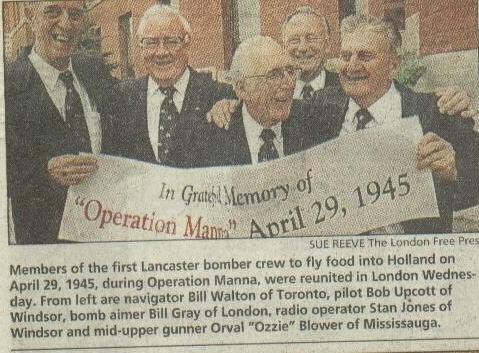 In Grateful Memory of
"Operation Manna" April 29, 1945
SUE REEVE The London Free Pres
Members of the first Lancaster bomber crew to fly food into Holland on
April 29, 1945, during Operation Manna, were reunited in London Wednes-
day. From left are navigator Bill Walton of Toronto, pilot Bob Upcott of
Windsor, bomb aimer Bill Gray of London, radio operator Stan Jones of
Windsor and mid-upper gunner Orval "Ozzie" Blower of Mississauga.